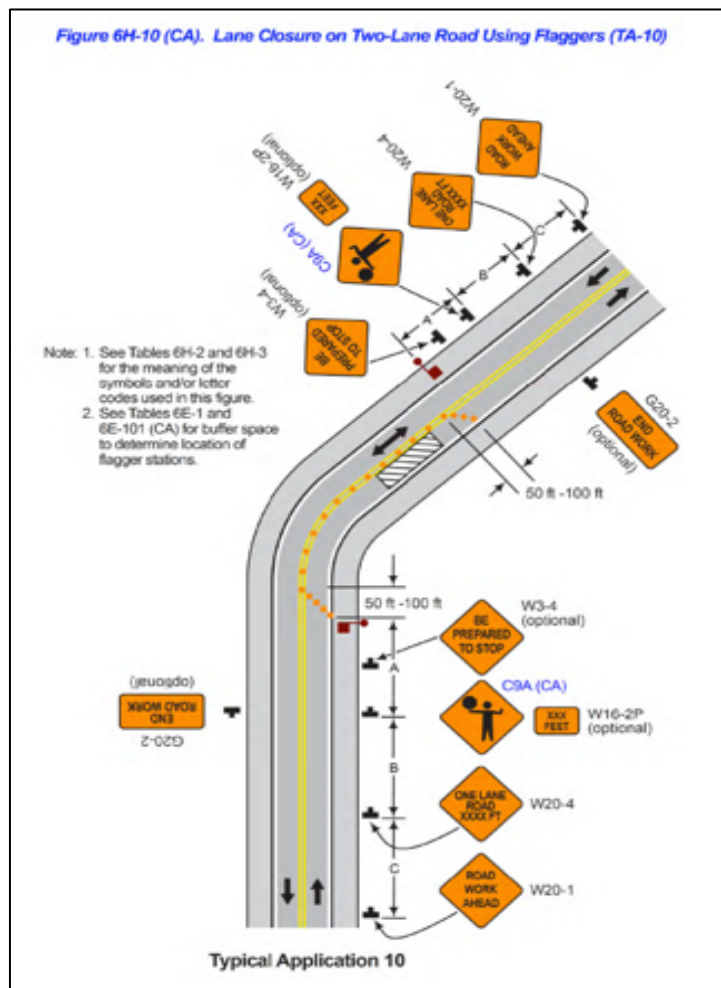 Figure 6H-10 (CA). Lane Closure on Two-Lane Road Using Flaggers (TA-10)
W20-1
ROAD
WORK
AHEAD
W20-4
ONE LANE
ROAD
XXXX FT
C
W16-2P
(optional)
XXX
FEET
C9A (CA)
B
W3-4
(optional)
BE
PREPARED
TO STOP
A
Note: 1. See Tables 6H-2 and 6H-3
for the meaning of the
symbols and/or letter
codes used in this figure.
2. See Tables 6E-1 and
6E-101 (CA) for buffer space
to determine location of
flagger stations.
G20-2
END
ROAD WORK
(optional)
50 ft -100 ft
50 ft -100 ft
W3-4
(optional)
BE
PREPARED
TO STOP
A
C9A (CA)
XXX
FEET
W16-2P
(optional)
G20-2
END
ROAD WORK
(optional)
B
ONE LANE
ROAD
XXXX FT
W20-4
C
ROAD
WORK
AHEAD
W20-1
Typical Application 10